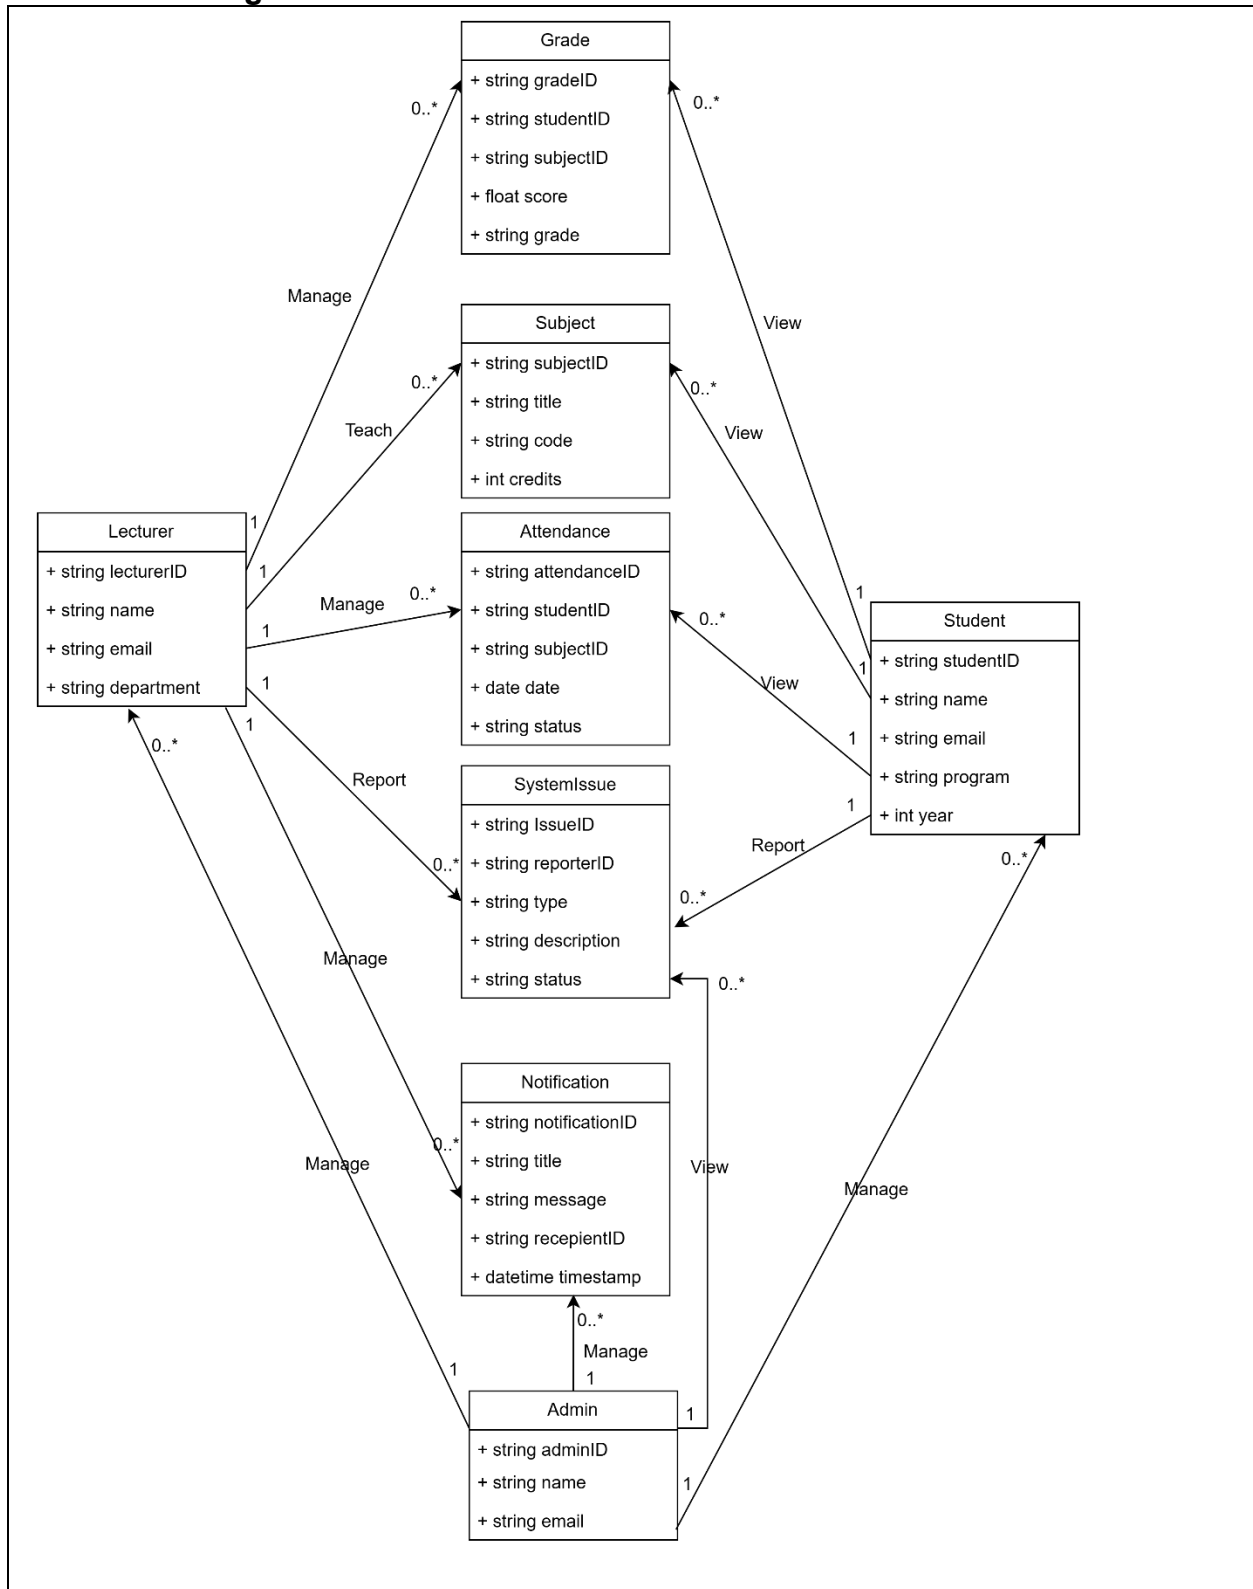 Grade
+ string gradeID
+ string studentID
+ string subjectID
+ float score
+ string grade
0..*
0..*
Manage
View
Subject
+ string subjectID
+ string title
+ string code
+ int credits
0..*
0..*
Teach
View
Lecturer
+ string lecturerID
+ string name
+ string email
+ string department
1
1
1
1
1
Attendance
+ string attendanceID
+ string studentID
+ string subjectID
+ date date
+ string status
Manage
0..*
0..*
View
Student
+ string studentID
+ string name
+ string email
+ string program
+ int year
1
1
1
1
0..*
Report
SystemIssue
+ string IssueID
+ string reporterID
+ string type
+ string description
+ string status
0..*
Report
0..*
0..*
0..*
Manage
Notification
+ string notificationID
+ string title
+ string message
+ string recepientID
+ datetime timestamp
0..*
Manage
View
Manage
0..*
Manage
1
1
Admin
+ string adminID
+ string name
+ string email
1
1